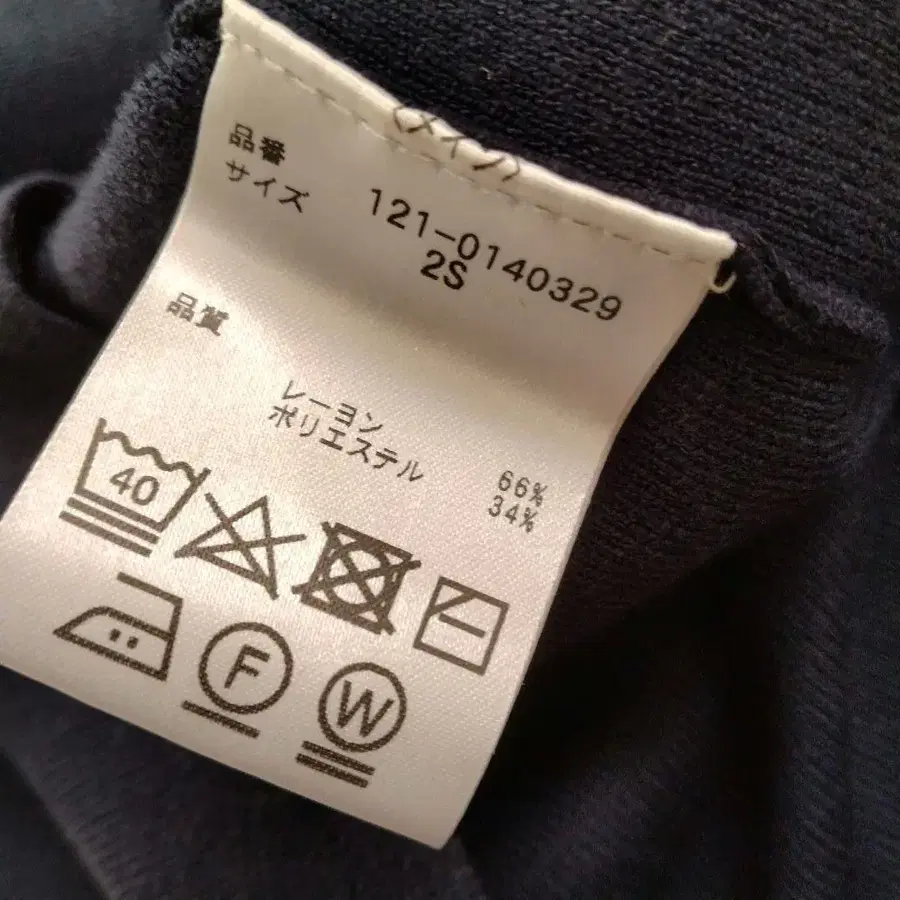 (メイン)
品番 121-0140329
サイズ 2S
品質
レーヨン 66%
ポリエステル 34%
40
F
W